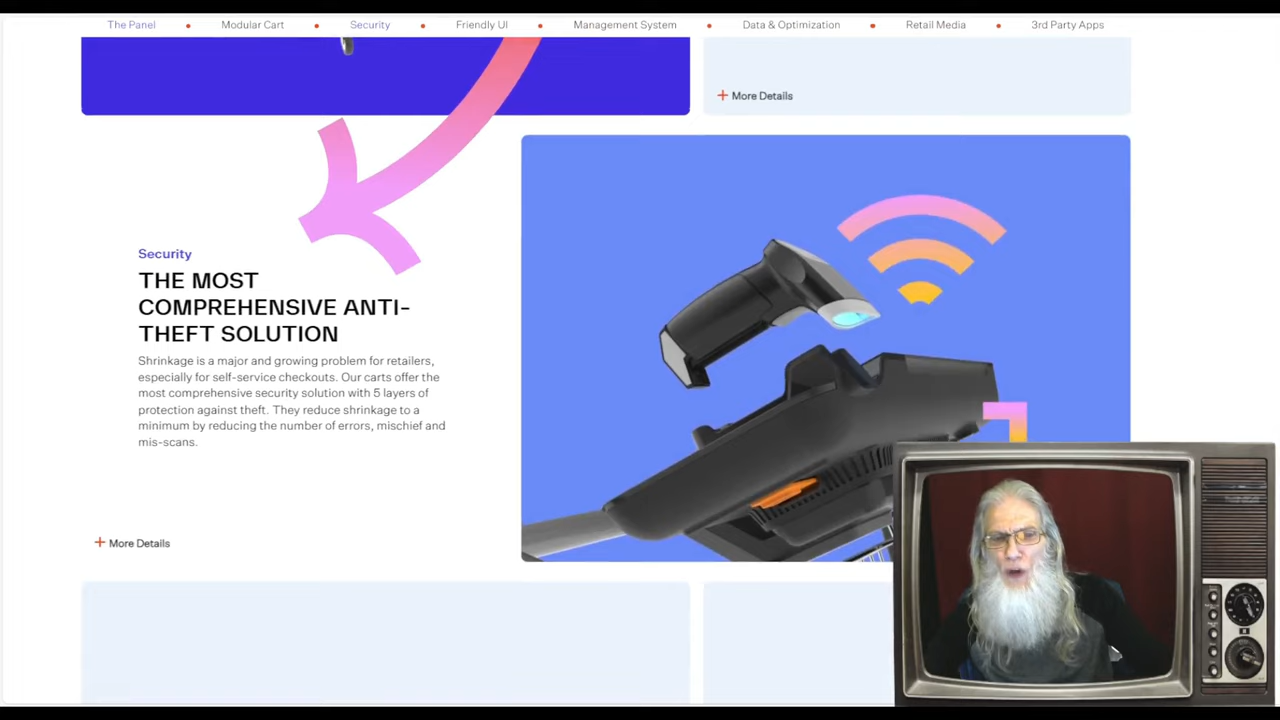 The Panel • Modular Cart • Security • Friendly UI • Management System • Data & Optimization • Retail Media • 3rd Party Apps
+ More Details
Security
THE MOST
COMPREHENSIVE ANTI-
THEFT SOLUTION
Shrinkage is a major and growing problem for retailers,
especially for self-service checkouts. Our carts offer the
most comprehensive security solution with 5 layers of
protection against theft. They reduce shrinkage to a
minimum by reducing the number of errors, mischief and
mis-scans.
+ More Details